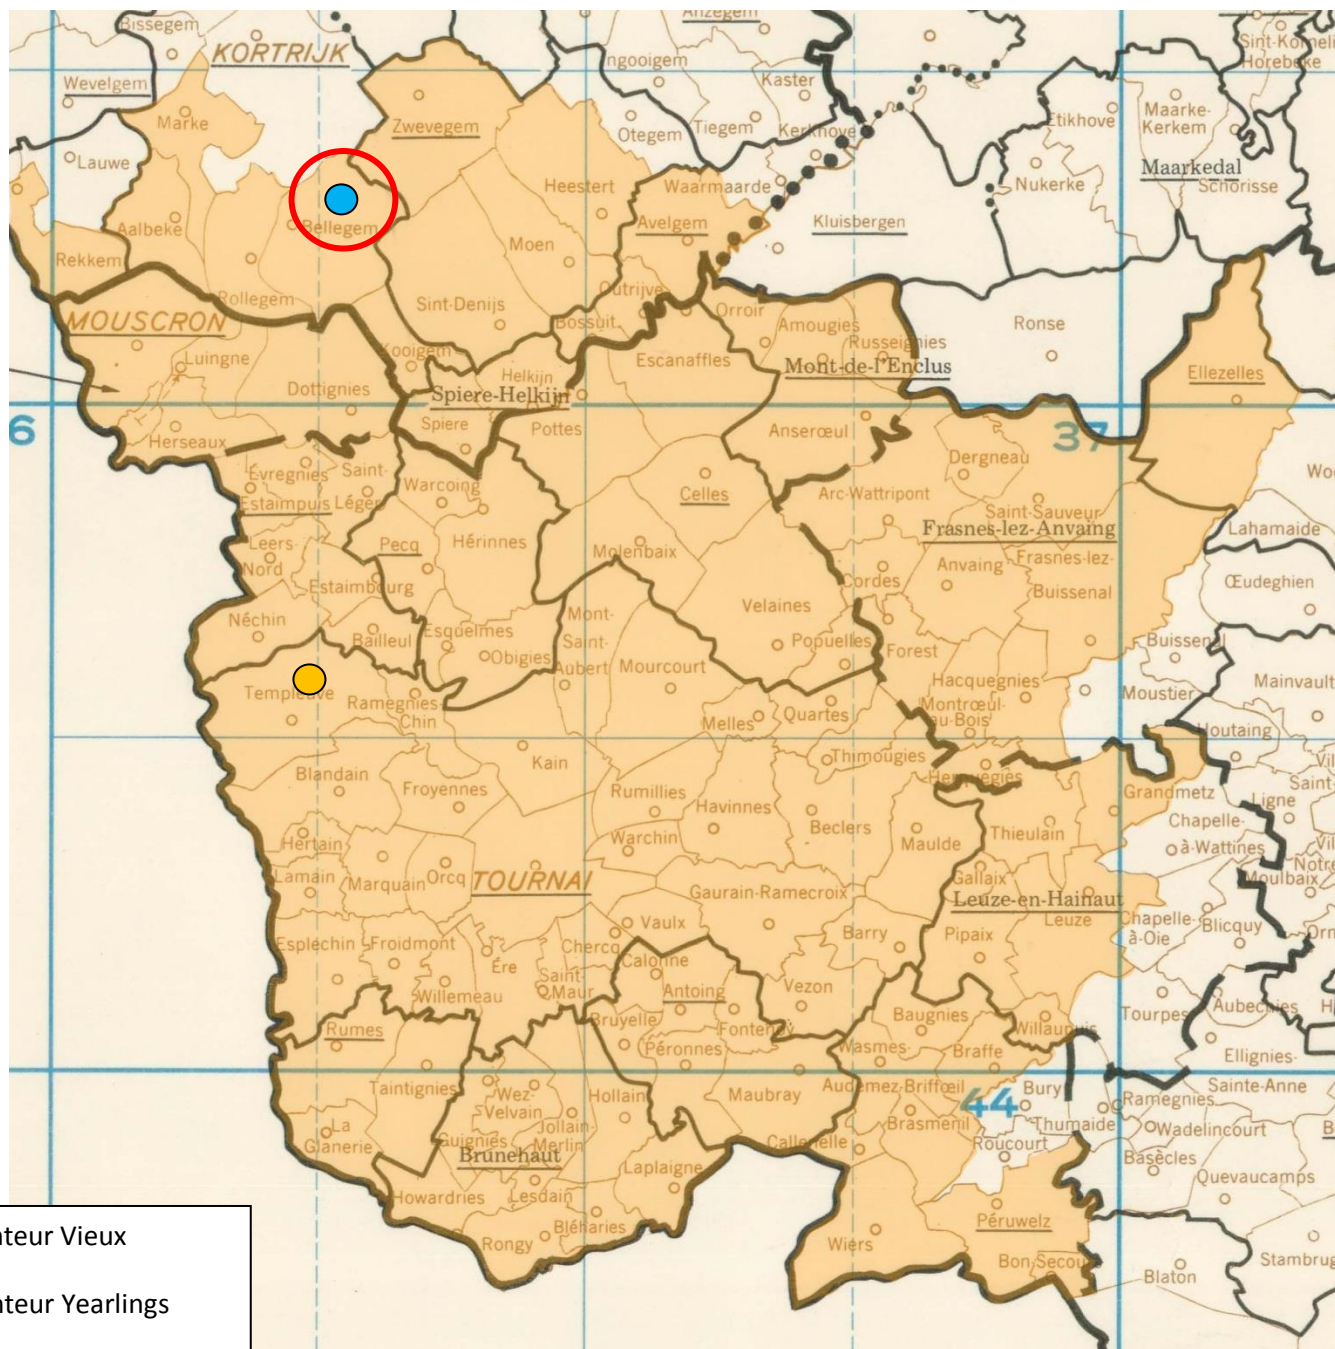 Bissegem
KORTRIJK
Anzegem
Ingooigem
Sint-Korneli
Horebeke
Wevelgem
Kaster
Marke
Zwevegem
Otegem
Tiegem
Kerkhove
Etikhove
Maarke-
Kerkem
Lauwe
Maarkedal
Heestert
Waarmaarde
Nukerke
Schorisse
Aalbeke
Bellegem
Moen
Avelgem
Kluisbergen
Rekkem
Rollegem
Sint-Denijs
Outrijve
Bossuit
Orroir
MOUSCRON
Amougies
Ronse
Luingne
Kooigem
Escanaffles
Russeignies
Mont-de-l'Enclus
Helkijn
Ellezelles
Dottignies
Spiere-Helkijn
Spiere
Pottes
Anserœul
6
37
Herseaux
Dergneau
Évregnies
Saint-
Léger
Estaimpuis
Warcoing
Celles
Arc-Wattripont
Saint-Sauveur
Frasnes-lez-Anvaing
Lahamaide
Leers-
Nord
Pecq
Hérinnes
Molenbaix
Cordes
Anvaing
Frasnes-lez-
Buissenal
Œudeghien
Estaimbourg
Néchin
Bailleul
Esquelmes
Obigies
Mont-
Saint-
Aubert
Velaines
Popuelles
Forest
Buissenal
Mourcourt
Templeuve
Ramegnies-
Chin
Hacquegnies
Moustier
Mainvault
Melles
Quartes
Montrœul-
au-Bois
Houtaing
Kain
Thimougies
Herquegies
Blandain
Froyennes
Rumillies
Havinnes
Grandmetz
Ligne
Saint-
Hertain
Warchin
Beclers
Maulde
Thieulain
Chapelle-
à-Wattines
Lamain
Marquain
Orcq
TOURNAI
Gaurain-Ramecroix
Gallaix
Leuze-en-Hainaut
Leuze
Moulbaix
Vaulx
Chapelle-
à-Oie
Blicquy
Esplechin
Froidmont
Ére
Chercq
Calonne
Barry
Pipaix
Willemeau
Saint-
Maur
Antoing
Vezon
Tourpes
Aubechies
Rumes
Bruyelle
Fontenoy
Baugnies
Willaupuis
Péronnes
Wasmes-
Audemez-Briffœil
Braffe
Ellignies-
Sainte-Anne
Taintignies
Wez-
Velvain
Hollain
Maubray
Bury
44
Ramegnies
La
Glanerie
Guignies
Jollain-
Merlin
Brasmenil
Thumaide
Wadelincourt
Brunehaut
Callenelle
Roucourt
Basècles
Howardries
Lesdain
Laplaigne
Quevaucamps
Bléharies
Péruwelz
Rongy
Wiers
Bon-Secours
Blaton
Stambrug
nteur Vieux
nteur Yearlings